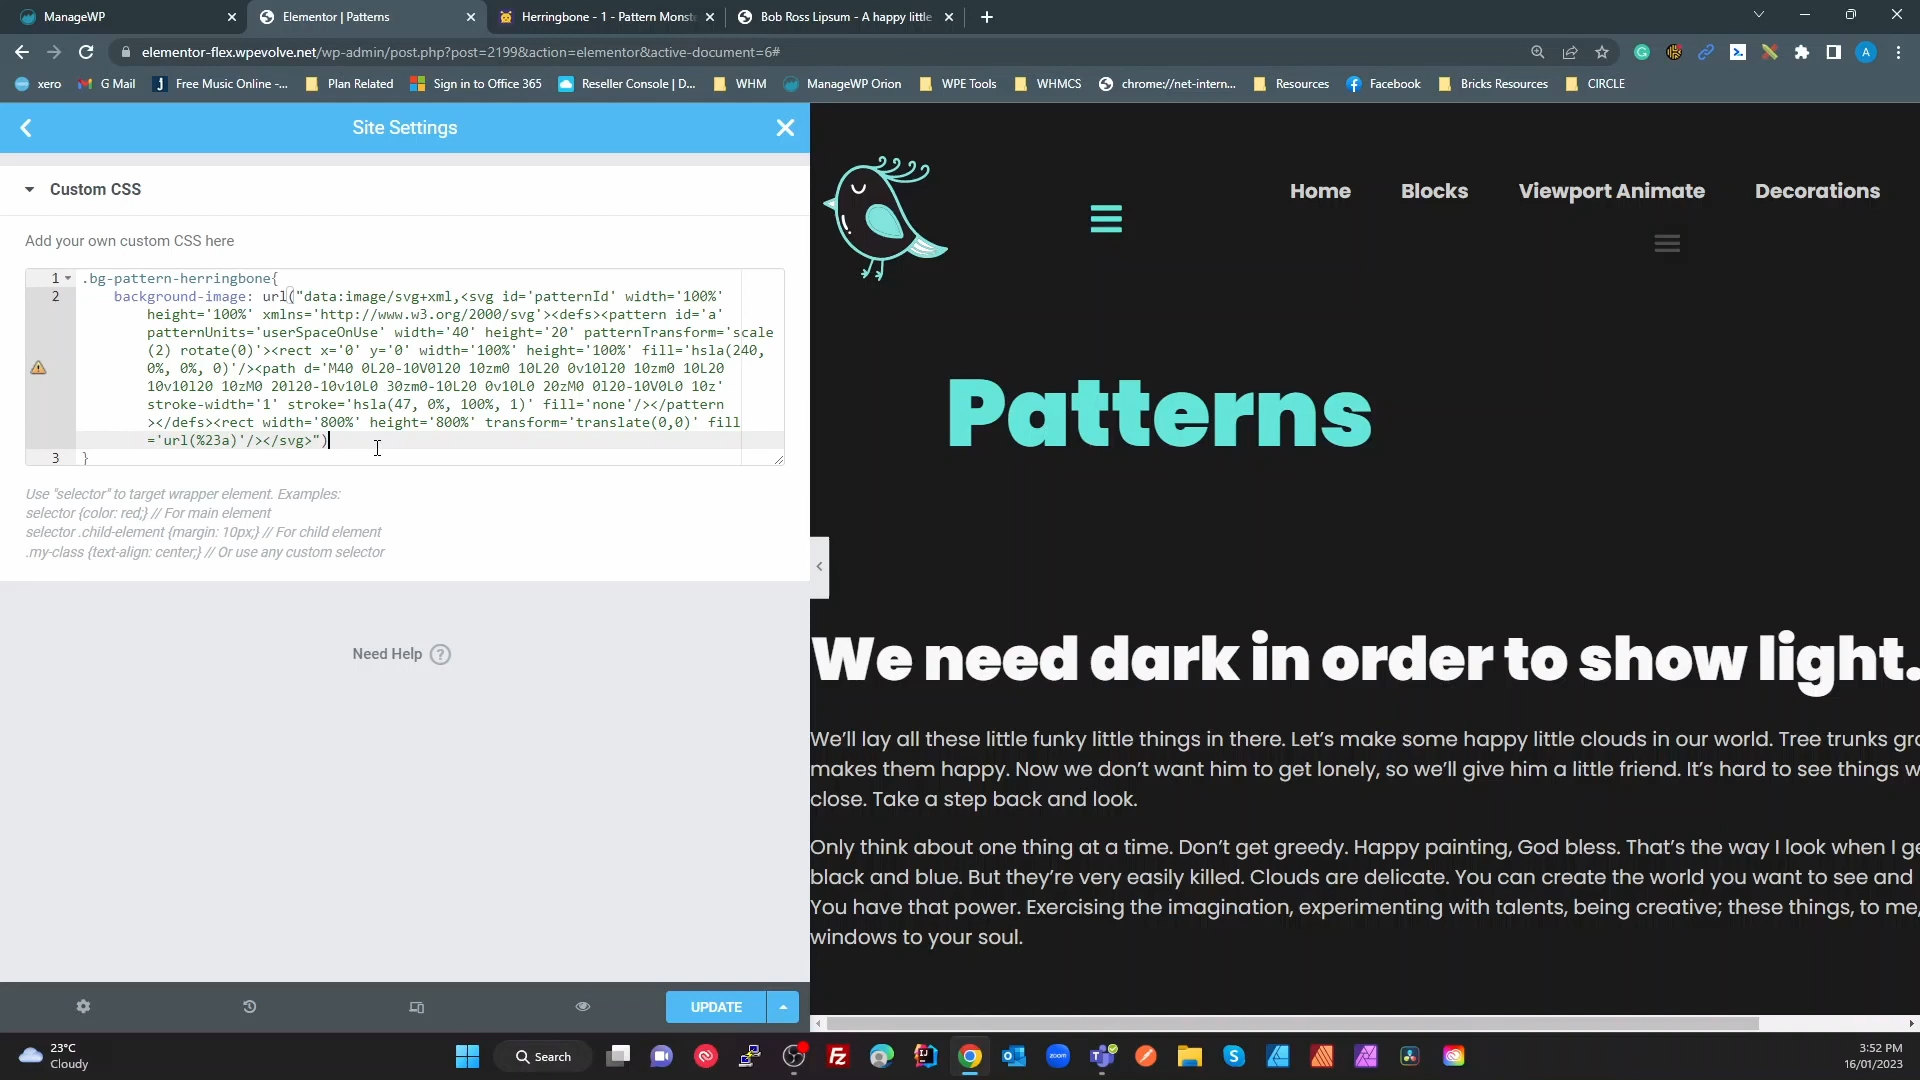 ManageWP
Elementor | Patterns
Herringbone - 1 - Pattern Monst
Bob Ross Lipsum - A happy little
elementor-flex.wpevolve.net/wp-admin/post.php?post=2199&action=elementor&active-document=6#
xero
G Mail
Free Music Online -...
Plan Related
Sign in to Office 365
Reseller Console | D...
WHM
ManageWP Orion
WPE Tools
WHMCS
chrome://net-intern...
Resources
Facebook
Bricks Resources
CIRCLE
Site Settings
Custom CSS
Add your own custom CSS here
1 .bg-pattern-herringbone{
2 background-image: url("data:image/svg+xml,<svg id='patternId' width='100%'
height='100%' xmlns='http://www.w3.org/2000/svg'><defs><pattern id='a'
patternUnits='userSpaceOnUse' width='40' height='20' patternTransform='scale
(2) rotate(0)'><rect x='0' y='0' width='100%' height='100%' fill='hsla(240,
0%, 0%, 0)'/><path d='M40 0L20-10V0l20 10zm0 10L20 0v10l20 10zm0 10L20
10v10l20 10zM0 20l20-10v10L0 30zm0-10L20 0v10L0 20zM0 0l20-10V0L0 10z'
stroke-width='1' stroke='hsla(47, 0%, 100%, 1)' fill='none'/></pattern
></defs><rect width='800%' height='800%' transform='translate(0,0)' fill
='url(%23a)'/></svg>")
3 }
Use "selector" to target wrapper element. Examples:
selector {color: red;} // For main element
selector .child-element {margin: 10px;} // For child element
.my-class {text-align: center;} // Or use any custom selector
Need Help ?
UPDATE
Home
Blocks
Viewport Animate
Decorations
Patterns
We need dark in order to show light.
We'll lay all these little funky little things in there. Let's make some happy little clouds in our world. Tree trunks gr
makes them happy. Now we don't want him to get lonely, so we'll give him a little friend. It's hard to see things w
close. Take a step back and look.
Only think about one thing at a time. Don't get greedy. Happy painting, God bless. That's the way I look when I ge
black and blue. But they're very easily killed. Clouds are delicate. You can create the world you want to see and
You have that power. Exercising the imagination, experimenting with talents, being creative; these things, to me,
windows to your soul.
23°C
Cloudy
Search
zoom
3:52 PM
16/01/2023